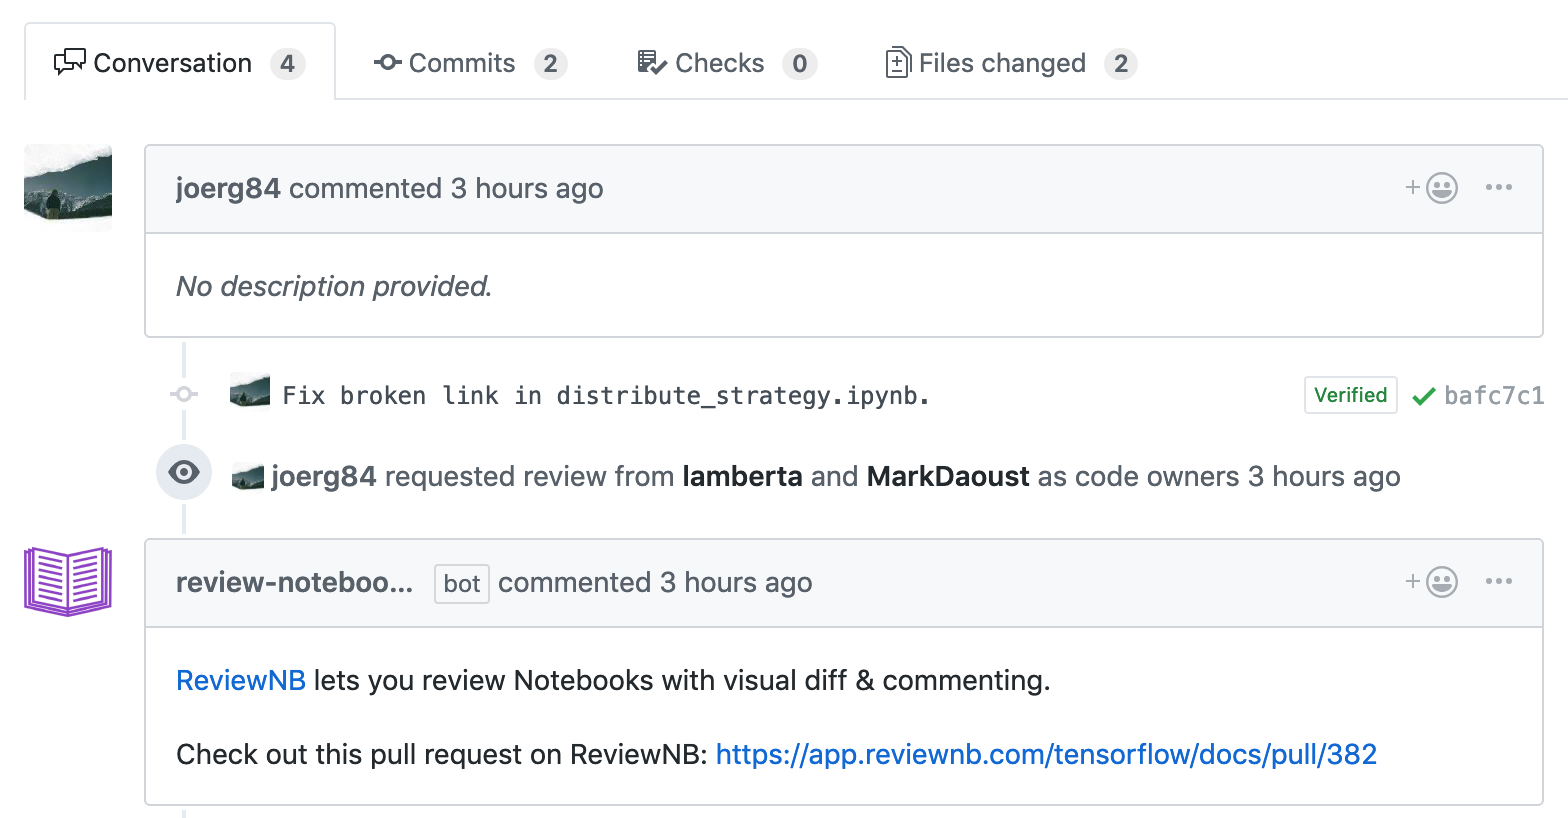 Conversation 4 Commits 2 Checks 0 Files changed 2
joerg84 commented 3 hours ago
No description provided.
Fix broken link in distribute_strategy.ipynb. Verified bafc7c1
joerg84 requested review from lamberta and MarkDaoust as code owners 3 hours ago
review-noteboo... bot commented 3 hours ago
ReviewNB lets you review Notebooks with visual diff & commenting.
Check out this pull request on ReviewNB: https://app.reviewnb.com/tensorflow/docs/pull/382